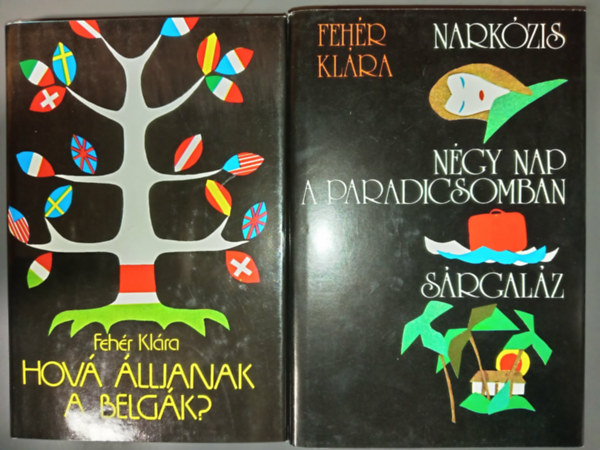 Fehér Klára
HOVÁ ÁLLJANAK
A BELGÁK?
FEHÉR
KLÁRA
NARKÓZIS
NÉGY NAP
A PARADICSOMBAN
SÁRGALÁZ